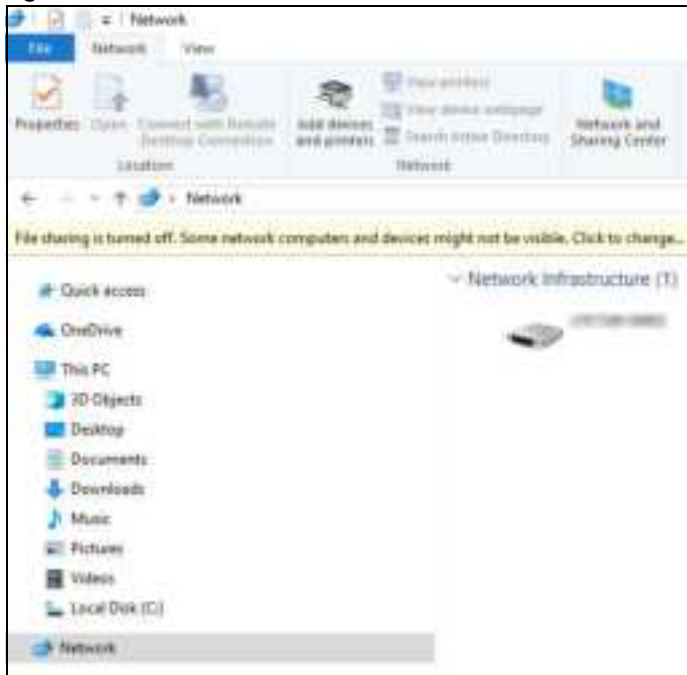 Network
File
Network
View
Properties
Open
Connect with Remote
Desktop Connection
Add devices
and printers
View printers
View device webpage
Search Active Directory
Network and
Sharing Center
Location
Network
Network
File sharing is turned off. Some network computers and devices might not be visible. Click to change...
Quick access
Network Infrastructure (1)
OneDrive
This PC
3D Objects
Desktop
Documents
Downloads
Music
Pictures
Videos
Local Disk (C:)
Network